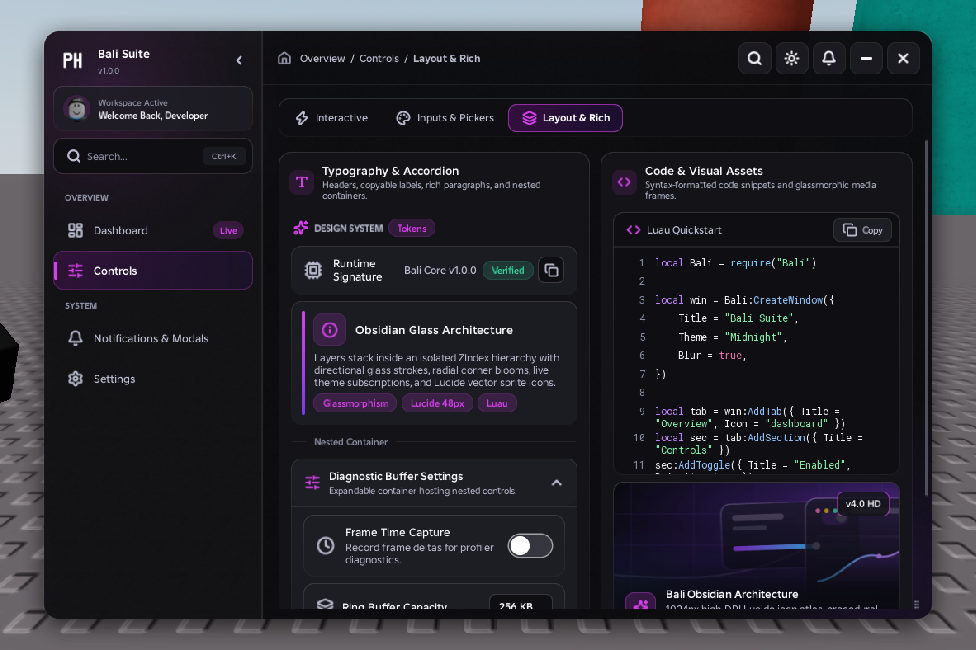 PH
Bali Suite
v1.0.0
Workspace Active
Welcome Back, Developer
Search...
Ctrl+K
OVERVIEW
Dashboard
Live
Controls
SYSTEM
Notifications & Modals
Settings
Overview / Controls / Layout & Rich
Interactive
Inputs & Pickers
Layout & Rich
Typography & Accordion
Headers, copyable labels, rich paragraphs, and nested
containers.
DESIGN SYSTEM
Tokens
Runtime
Signature
Bali Core v1.0.0
Verified
Obsidian Glass Architecture
Layers stack inside an isolated ZIndex hierarchy with
directional glass strokes, radial corner blooms, live
theme subscriptions, and Lucide vector sprite icons.
Glassmorphism
Lucide 48px
Luau
Nested Container
Diagnostic Buffer Settings
Expandable container hosting nested controls.
Frame Time Capture
Record frame deltas for profiler
diagnostics.
Ring Buffer Capacity
256 KB
Code & Visual Assets
Syntax-formatted code snippets and glassmorphic media
frames.
Luau Quickstart
Copy
1 local Bali = require("Bali")
2
3 local win = Bali:CreateWindow({
4 Title = "Bali Suite",
5 Theme = "Midnight",
6 Blur = true,
7 })
8
9 local tab = win:AddTab({ Title =
"Overview", Icon = "dashboard" })
10 local sec = tab:AddSection({ Title =
"Controls" })
11 sec:AddToggle({ Title = "Enabled",
v4.0 HD
Bali Obsidian Architecture